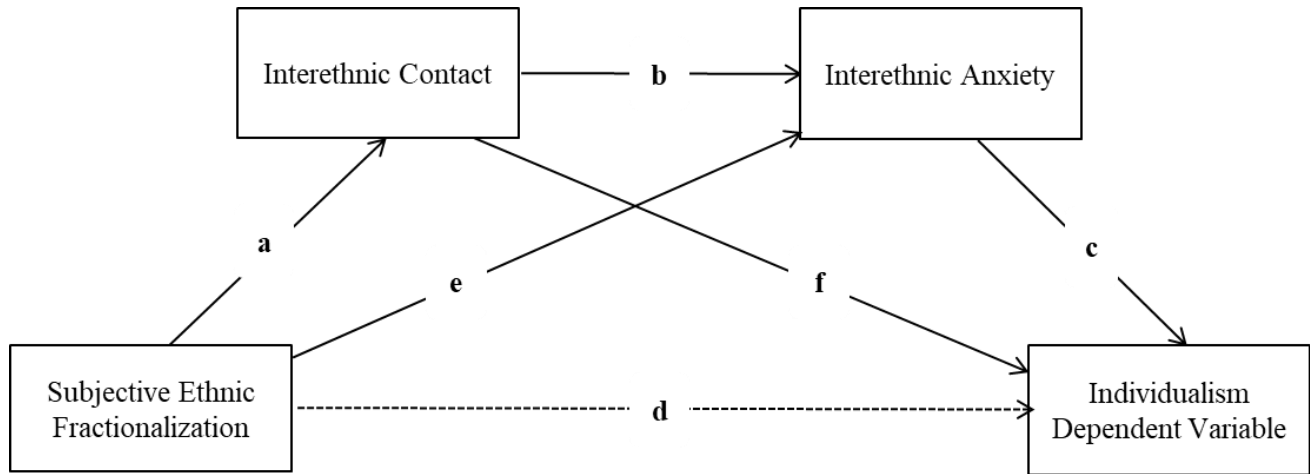 Interethnic Contact
b
Interethnic Anxiety
a
c
e
f
Subjective Ethnic
Fractionalization
d
Individualism
Dependent Variable